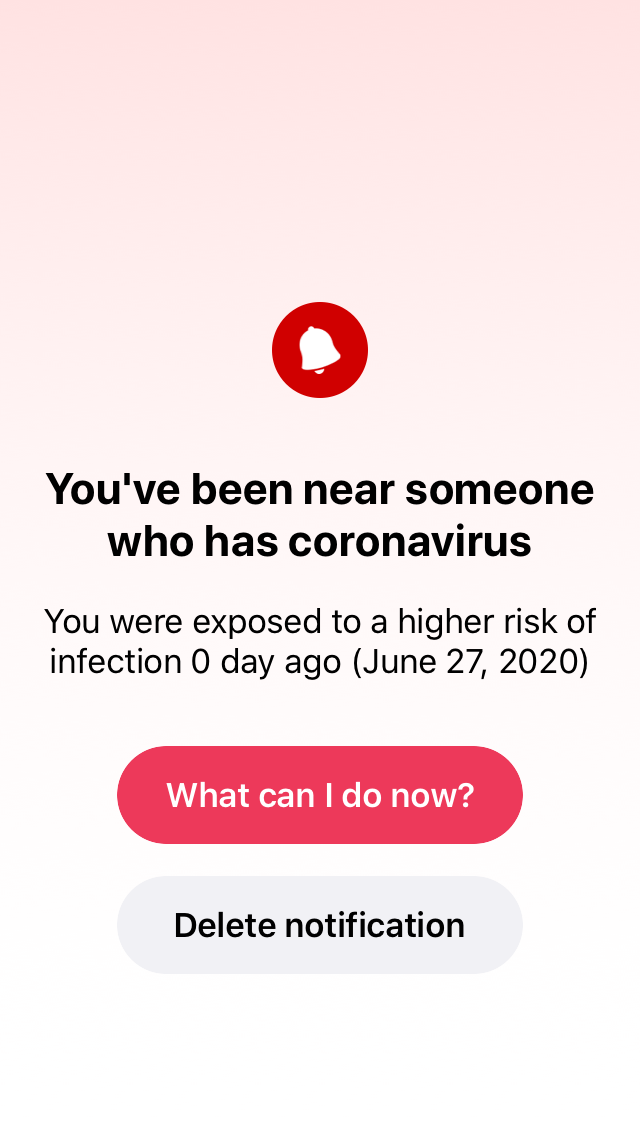 You've been near someone
who has coronavirus
You were exposed to a higher risk of
infection 0 day ago (June 27, 2020)
What can I do now?
Delete notification